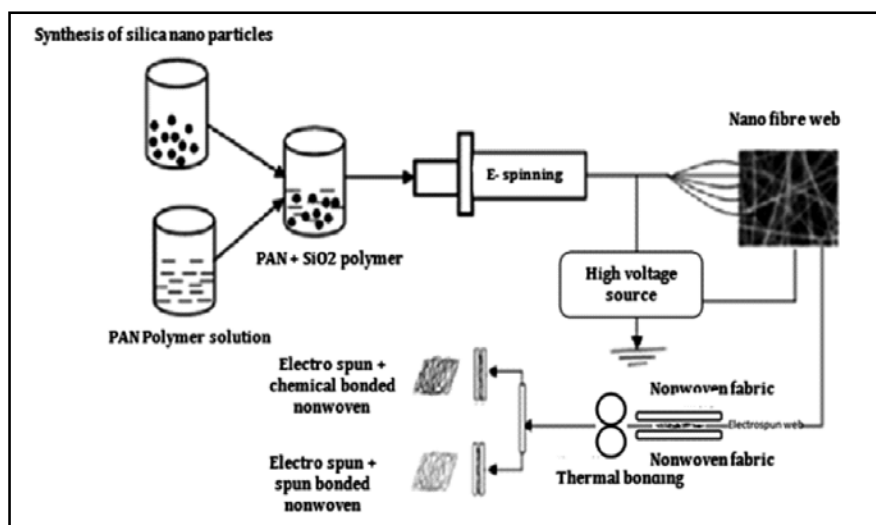 Synthesis of silica nano particles
Nano fibre web
E- spinning
PAN + SiO2 polymer
High voltage
source
PAN Polymer solution
Electro spun +
chemical bonded
nonwoven
Nonwoven fabric
Electrospun web
Electro spun +
spun bonded
nonwoven
Nonwoven fabric
Thermal bonding